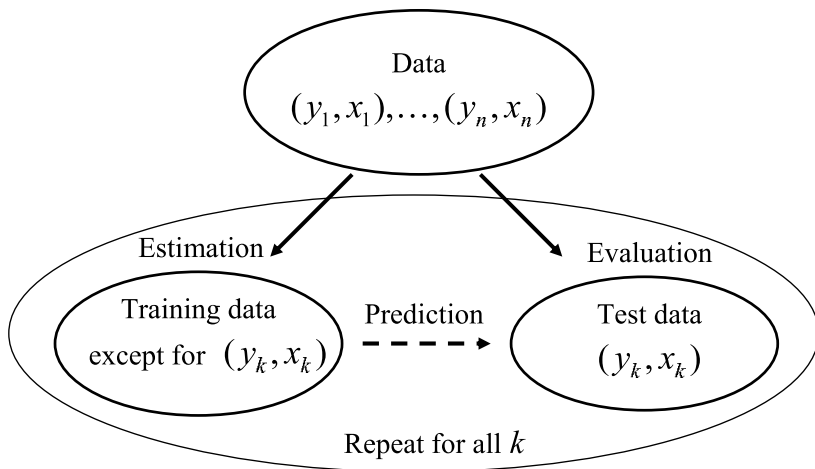 Data
(y₁, x₁),…,(yₙ, xₙ)
Estimation
Evaluation
Training data
except for (yₖ, xₖ)
Prediction
Test data
(yₖ, xₖ)
Repeat for all k